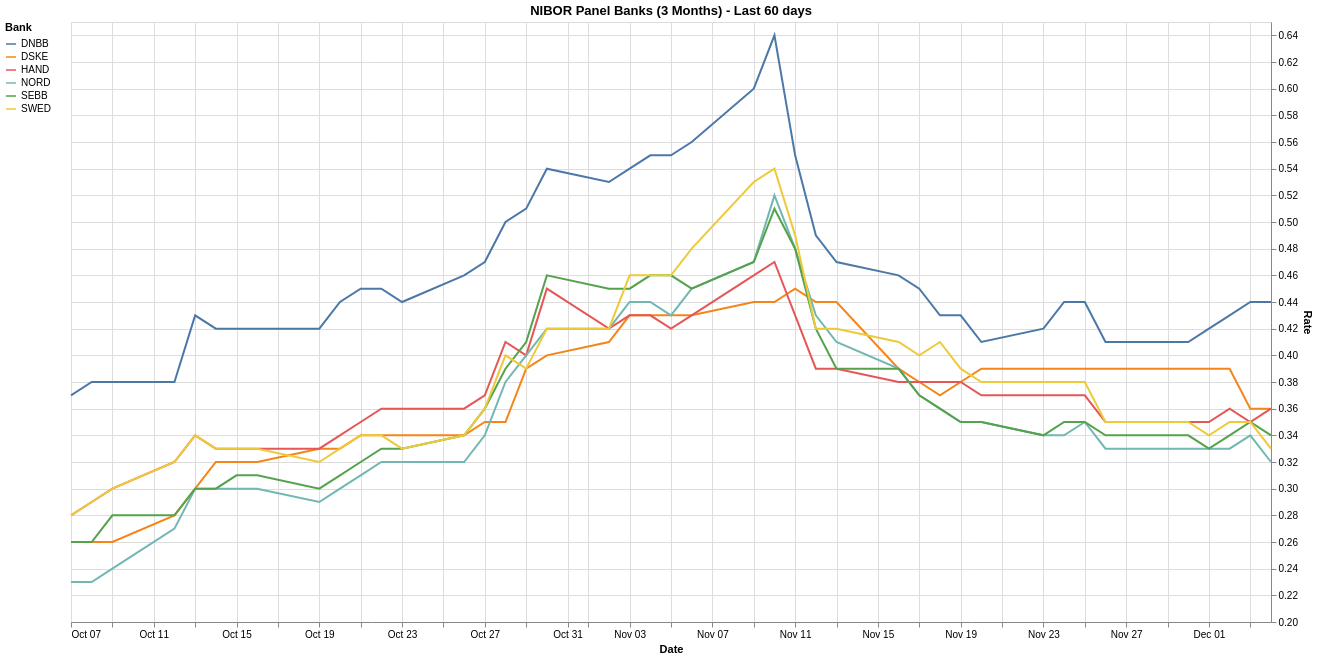 NIBOR Panel Banks (3 Months) - Last 60 days
Bank
DNBB
DSKE
HAND
NORD
SEBB
SWED
0.64
0.62
0.60
0.58
0.56
0.54
0.52
0.50
0.48
0.46
0.44
0.42
0.40
0.38
0.36
0.34
0.32
0.30
0.28
0.26
0.24
0.22
0.20
Rate
Oct 07 Oct 11 Oct 15 Oct 19 Oct 23 Oct 27 Oct 31 Nov 03 Nov 07 Nov 11 Nov 15 Nov 19 Nov 23 Nov 27 Dec 01
Date